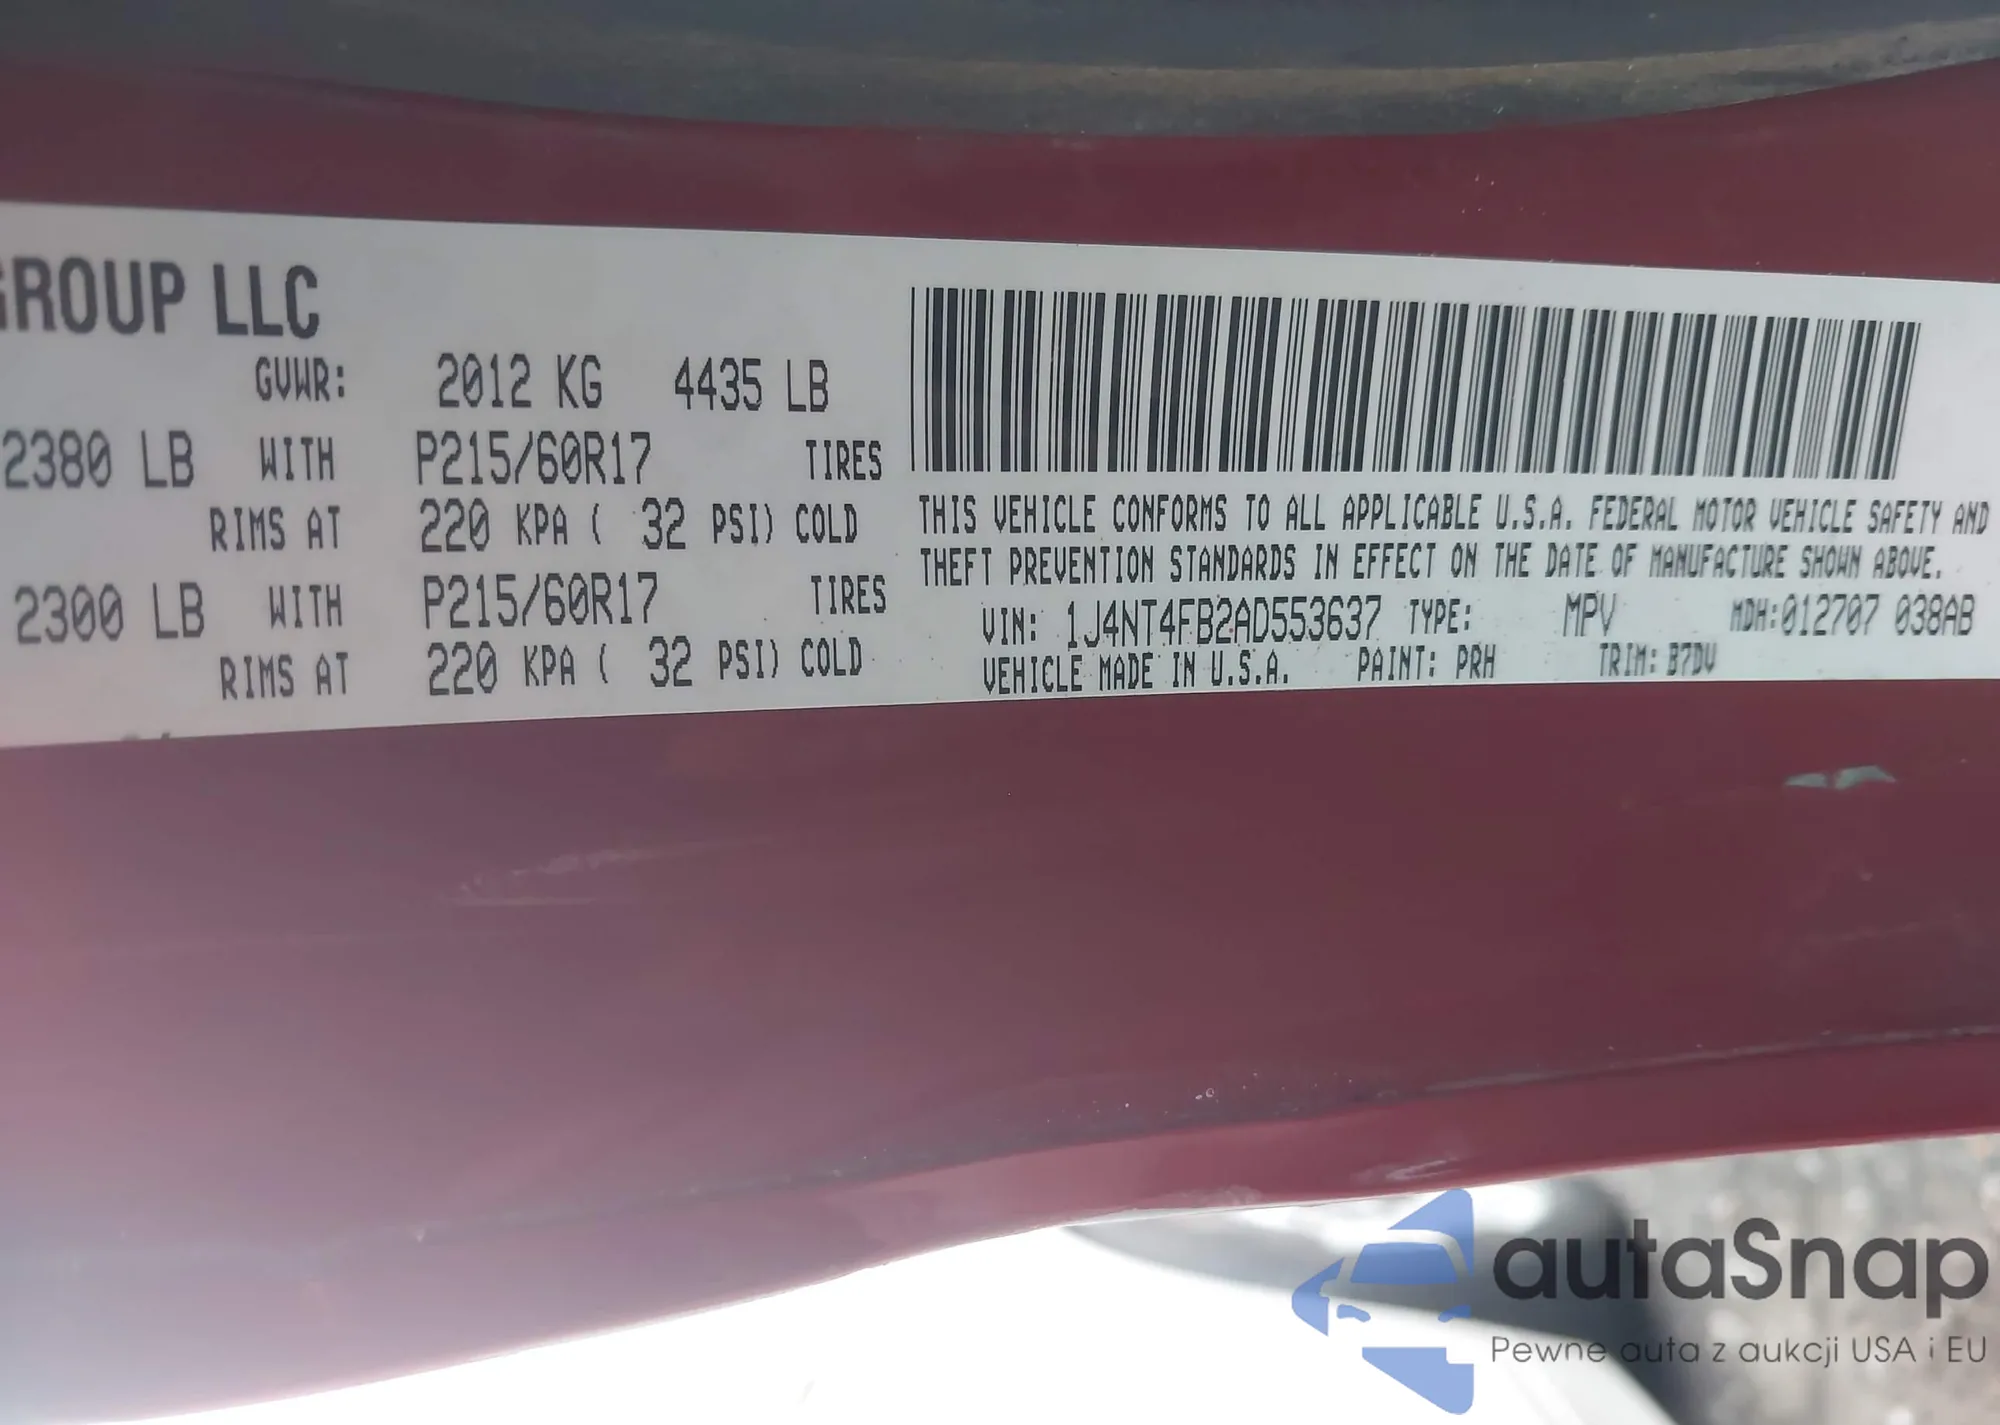 GROUP LLC
GVWR: 2012 KG 4435 LB
2380 LB WITH P215/60R17 TIRES
RIMS AT 220 KPA ( 32 PSI) COLD
2300 LB WITH P215/60R17 TIRES
RIMS AT 220 KPA ( 32 PSI) COLD
THIS VEHICLE CONFORMS TO ALL APPLICABLE U.S.A. FEDERAL MOTOR VEHICLE SAFETY AND
THEFT PREVENTION STANDARDS IN EFFECT ON THE DATE OF MANUFACTURE SHOWN ABOVE.
VIN: 1J4NT4FB2AD553637 TYPE: MPV MDH:012707 038AB
VEHICLE MADE IN U.S.A. PAINT: PRH TRIM: B7DV
autaSnap
Pewne auta z aukcji USA i EU